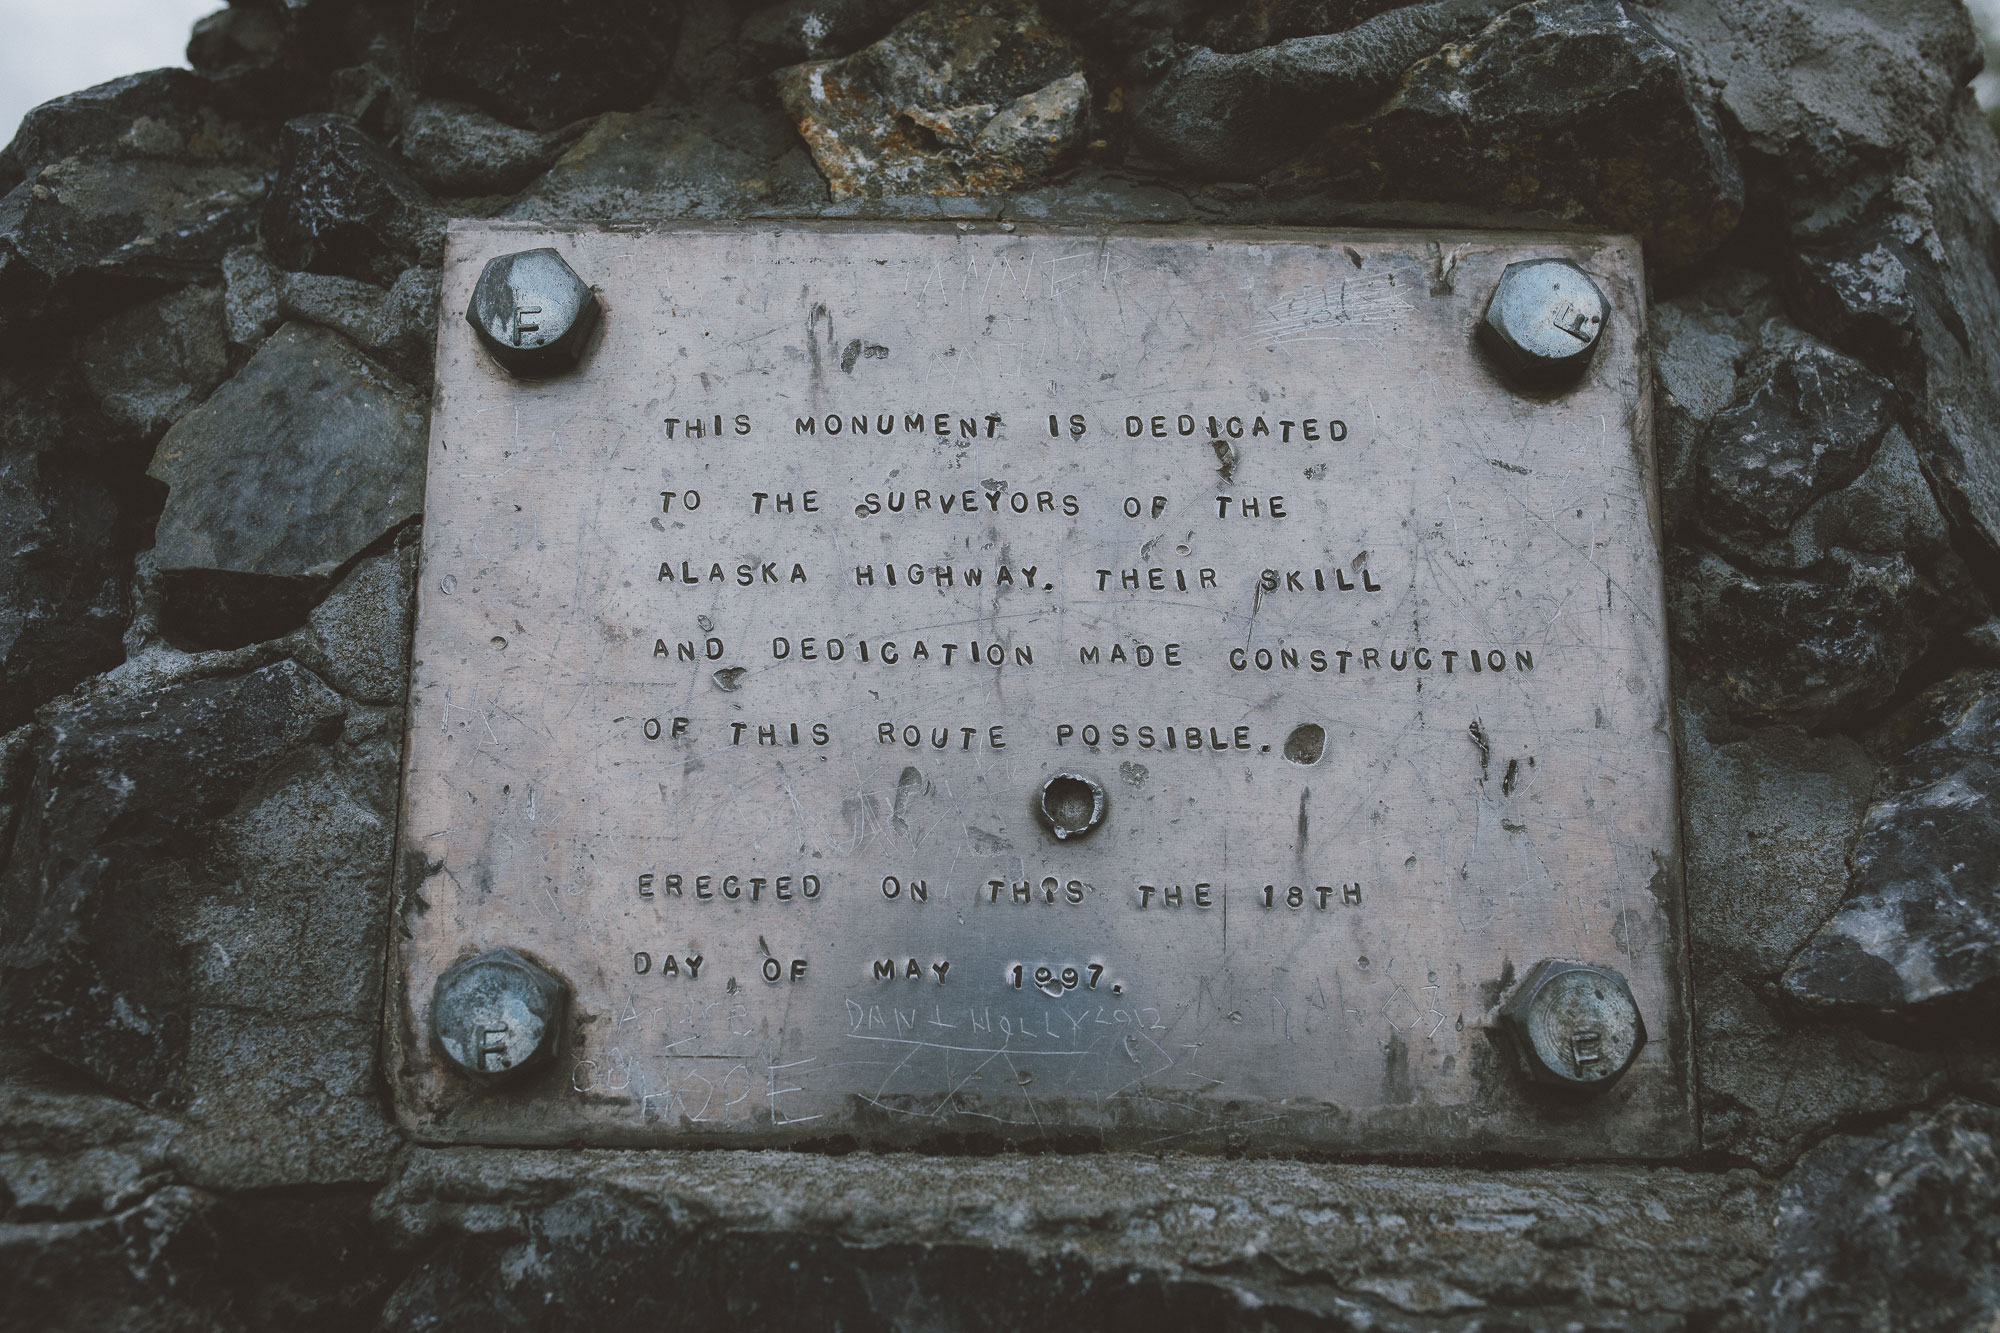 THIS MONUMENT IS DEDICATED
TO THE SURVEYORS OF THE
ALASKA HIGHWAY. THEIR SKILL
AND DEDICATION MADE CONSTRUCTION
OF THIS ROUTE POSSIBLE.
ERECTED ON THIS THE 18TH
DAY OF MAY 1997.
DAN + HOLLY 2012
HOPE
F F
F F